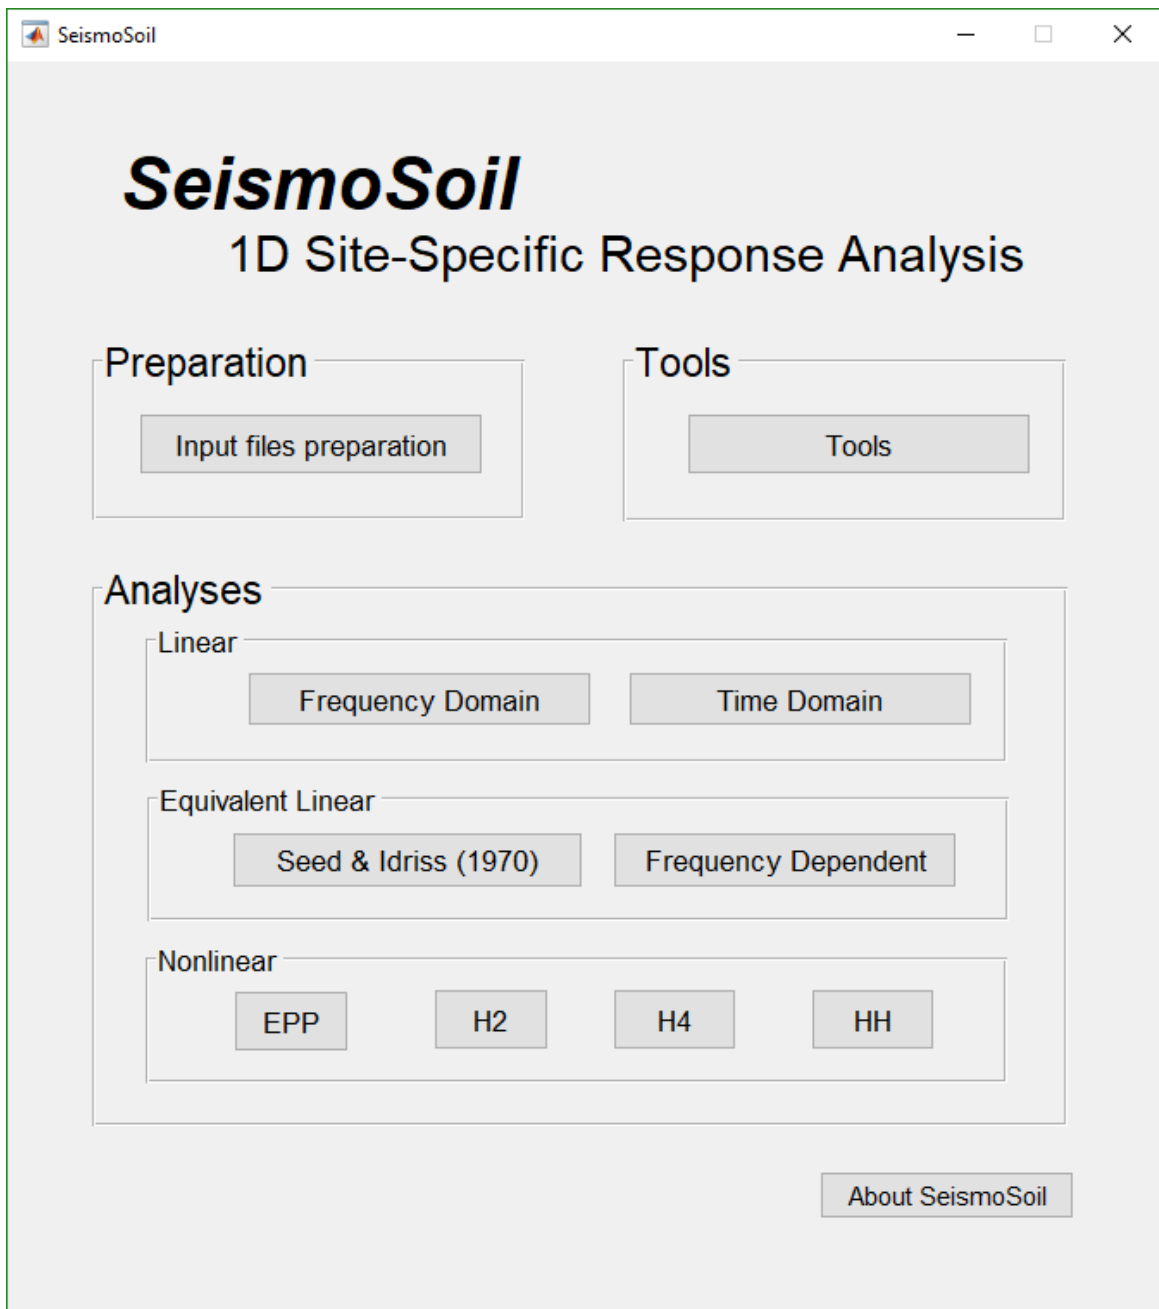 SeismoSoil
SeismoSoil
1D Site-Specific Response Analysis
Preparation
Input files preparation
Tools
Tools
Analyses
Linear
Frequency Domain
Time Domain
Equivalent Linear
Seed & Idriss (1970)
Frequency Dependent
Nonlinear
EPP
H2
H4
HH
About SeismoSoil